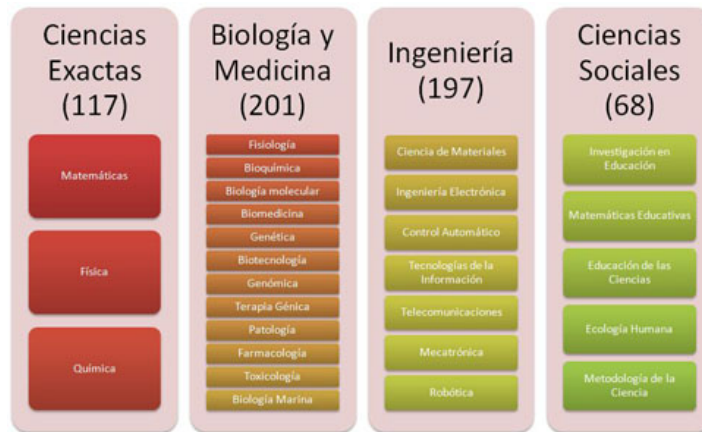 Ciencias
Exactas
(117)
Matemáticas
Física
Química
Biología y
Medicina
(201)
Fisiología
Bioquímica
Biología molecular
Biomedicina
Genética
Biotecnología
Genómica
Terapia Génica
Patología
Farmacología
Toxicología
Biología Marina
Ingeniería
(197)
Ciencia de Materiales
Ingeniería Electrónica
Control Automático
Tecnologías de la
Información
Telecomunicaciones
Mecatrónica
Robótica
Ciencias
Sociales
(68)
Investigación en
Educación
Matemáticas Educativas
Educación de las
Ciencias
Ecología Humana
Metodología de la
Ciencia